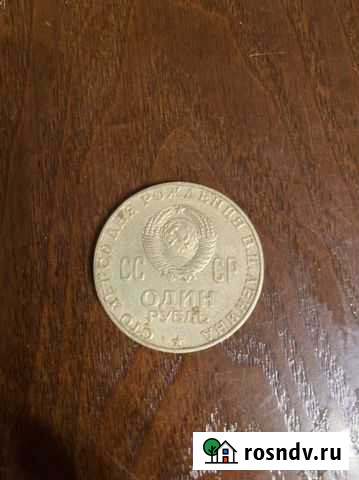 СТО ЛЕТ СО ДНЯ РОЖДЕНИЯ В.И.ЛЕНИНА
СС СР
ОДИН
РУБЛЬ
rosndv.ru